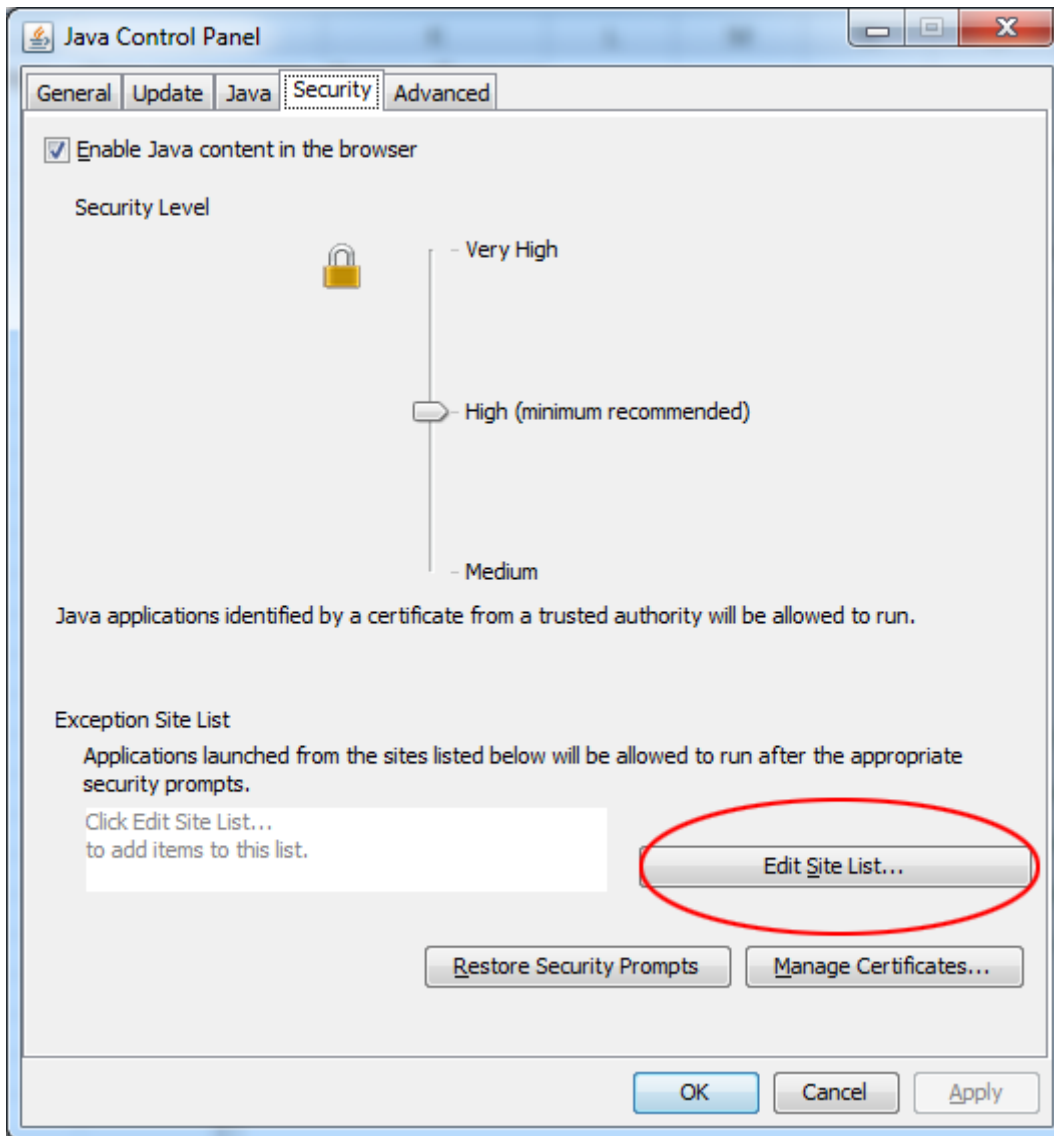 Java Control Panel
General Update Java Security Advanced
Enable Java content in the browser
Security Level
- Very High
- High (minimum recommended)
- Medium
Java applications identified by a certificate from a trusted authority will be allowed to run.
Exception Site List
Applications launched from the sites listed below will be allowed to run after the appropriate
security prompts.
Click Edit Site List...
to add items to this list.
Edit Site List...
Restore Security Prompts Manage Certificates...
OK Cancel Apply